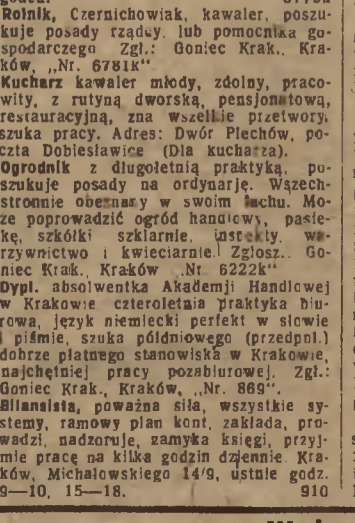 Rolnik, Czernichowiak, kawaler, poszu-
kuje posady rządcy, lub pomocnika go-
spodarczego Zgł.: Goniec Krak., Kra-
ków, „Nr. 6781k"
Kucharz kawaler młody, zdolny, praco-
wity, z rutyną dworską, pensjonatową,
restauracyjną, zna wszelkie przetwory,
szuka pracy. Adres: Dwór Plechów, po-
czta Dobiesławice (Dla kucharza).
Ogrodnik z długoletnią praktyką, po-
szukuje posady na ordynarję. Wszech-
stronnie obeznany w swoim fachu. Mo-
że poprowadzić ogród handlowy, pasie-
kę, szkółki szklarnie, inspekty, wa-
rzywnictwo i kwieciarnie. Zgłosz. Go-
niec Krak., Kraków „Nr 6222k"
Dypl. absolwentka Akademji Handlowej
w Krakowie czteroletnia praktyka biu-
rowa, język niemiecki perfekt w słowie
i piśmie, szuka półdniowego (przedpoł.)
dobrze płatnego stanowiska w Krakowie,
najchętniej pracy pozabiurowej. Zgł.:
Goniec Krak., Kraków, „Nr. 869".
Bilansista, poważna siła, wszystkie sy-
stemy, ramowy plan kont, zakłada, pro-
wadzi, nadzoruje, zamyka księgi, przyj-
mie pracę na kilka godzin dziennie. Kra-
ków, Michałowskiego 14/9, ustnie godz.
9—10, 15—18. 910